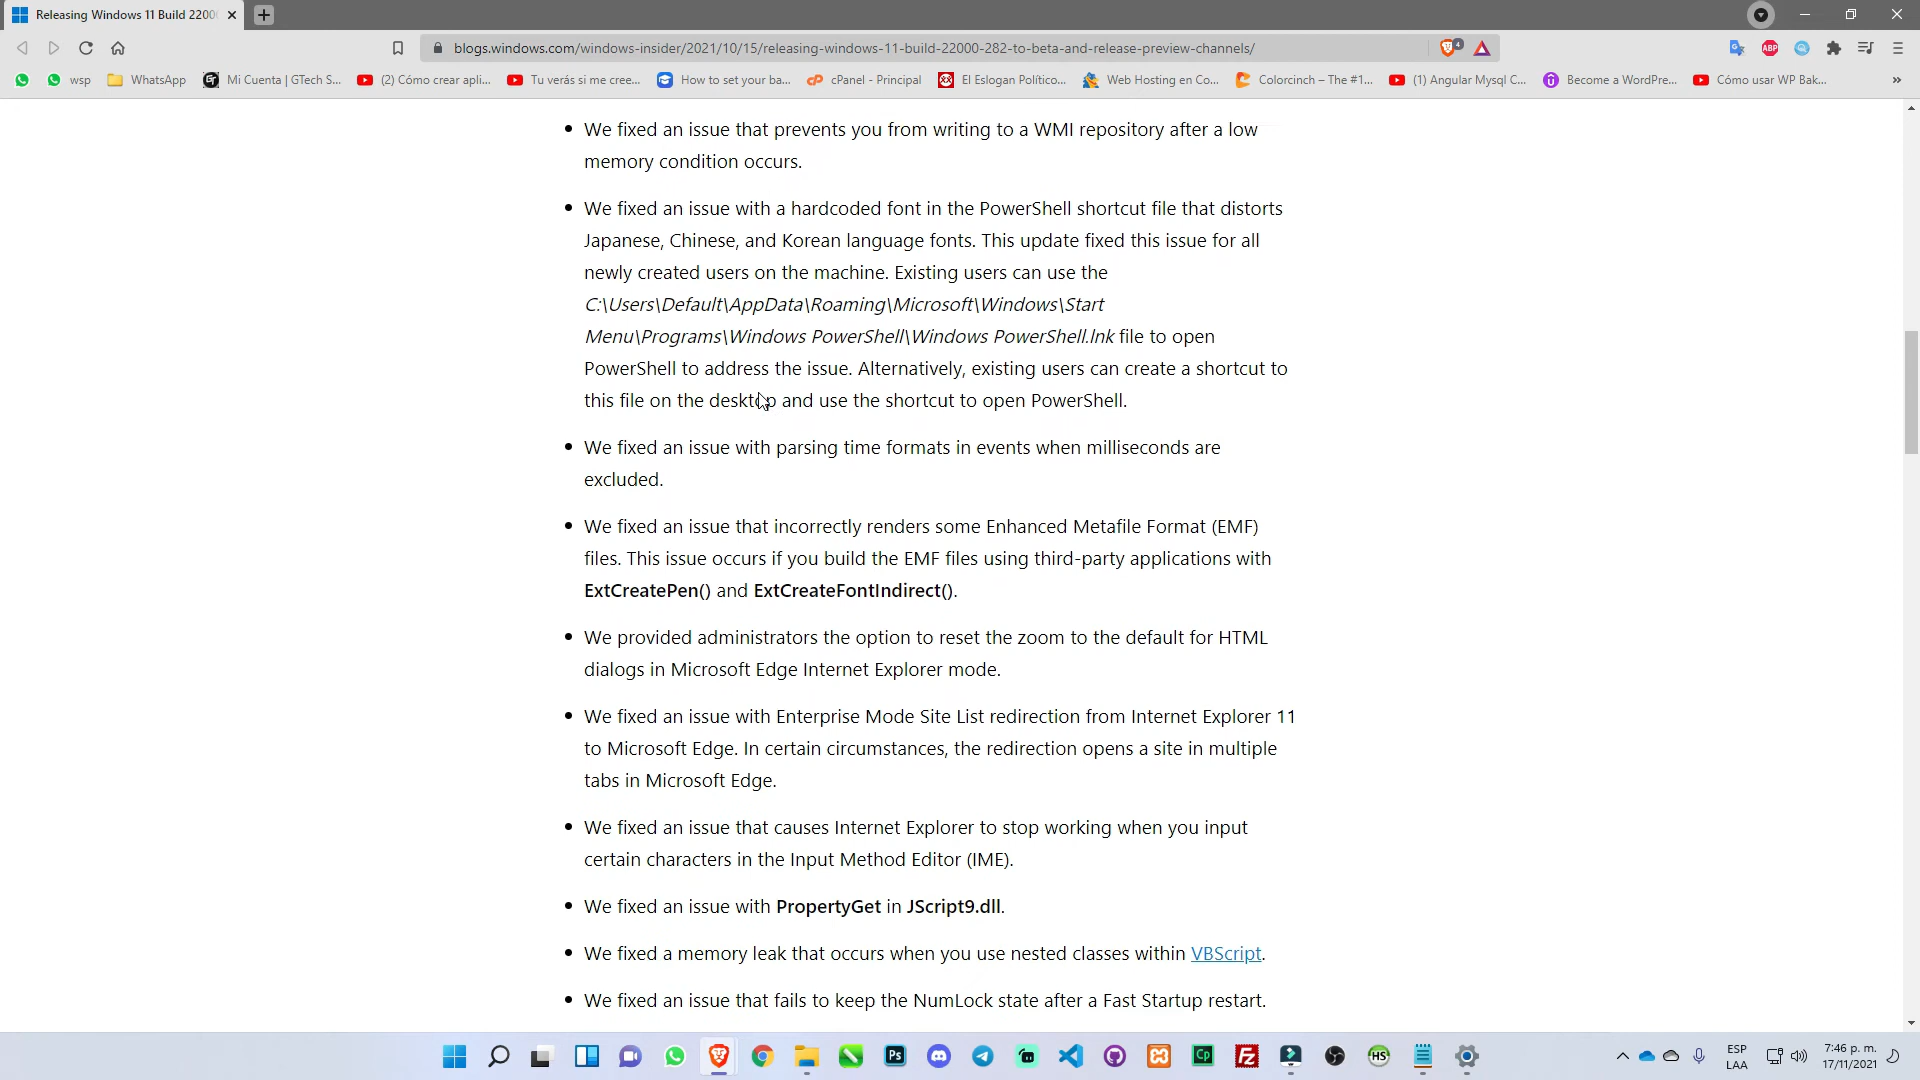 Releasing Windows 11 Build 2200
blogs.windows.com/windows-insider/2021/10/15/releasing-windows-11-build-22000-282-to-beta-and-release-preview-channels/
4
ABP
wsp
WhatsApp
Mi Cuenta | GTech S...
(2) Cómo crear apli...
Tu verás si me cree...
How to set your ba...
cPanel - Principal
El Eslogan Político...
Web Hosting en Co...
Colorcinch – The #1...
(1) Angular Mysql C...
Become a WordPre...
Cómo usar WP Bak...
We fixed an issue that prevents you from writing to a WMI repository after a low
memory condition occurs.
We fixed an issue with a hardcoded font in the PowerShell shortcut file that distorts
Japanese, Chinese, and Korean language fonts. This update fixed this issue for all
newly created users on the machine. Existing users can use the
C:\Users\Default\AppData\Roaming\Microsoft\Windows\Start
Menu\Programs\Windows PowerShell\Windows PowerShell.lnk file to open
PowerShell to address the issue. Alternatively, existing users can create a shortcut to
this file on the desktop and use the shortcut to open PowerShell.
We fixed an issue with parsing time formats in events when milliseconds are
excluded.
We fixed an issue that incorrectly renders some Enhanced Metafile Format (EMF)
files. This issue occurs if you build the EMF files using third-party applications with
ExtCreatePen() and ExtCreateFontIndirect().
We provided administrators the option to reset the zoom to the default for HTML
dialogs in Microsoft Edge Internet Explorer mode.
We fixed an issue with Enterprise Mode Site List redirection from Internet Explorer 11
to Microsoft Edge. In certain circumstances, the redirection opens a site in multiple
tabs in Microsoft Edge.
We fixed an issue that causes Internet Explorer to stop working when you input
certain characters in the Input Method Editor (IME).
We fixed an issue with PropertyGet in JScript9.dll.
We fixed a memory leak that occurs when you use nested classes within VBScript.
We fixed an issue that fails to keep the NumLock state after a Fast Startup restart.
Ps
Cp
Fz
HS
ESP
LAA
7:46 p. m.
17/11/2021